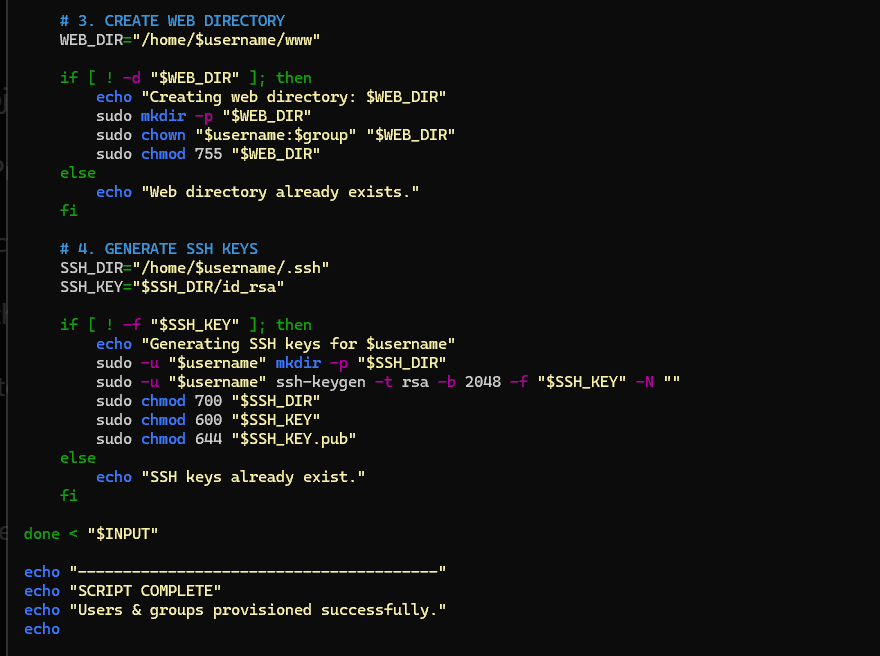 # 3. CREATE WEB DIRECTORY
WEB_DIR="/home/$username/www"
if [ ! -d "$WEB_DIR" ]; then
echo "Creating web directory: $WEB_DIR"
sudo mkdir -p "$WEB_DIR"
sudo chown "$username:$group" "$WEB_DIR"
sudo chmod 755 "$WEB_DIR"
else
echo "Web directory already exists."
fi
# 4. GENERATE SSH KEYS
SSH_DIR="/home/$username/.ssh"
SSH_KEY="$SSH_DIR/id_rsa"
if [ ! -f "$SSH_KEY" ]; then
echo "Generating SSH keys for $username"
sudo -u "$username" mkdir -p "$SSH_DIR"
sudo -u "$username" ssh-keygen -t rsa -b 2048 -f "$SSH_KEY" -N ""
sudo chmod 700 "$SSH_DIR"
sudo chmod 600 "$SSH_KEY"
sudo chmod 644 "$SSH_KEY.pub"
else
echo "SSH keys already exist."
fi
done < "$INPUT"
echo "----------------------------------------"
echo "SCRIPT COMPLETE"
echo "Users & groups provisioned successfully."
echo